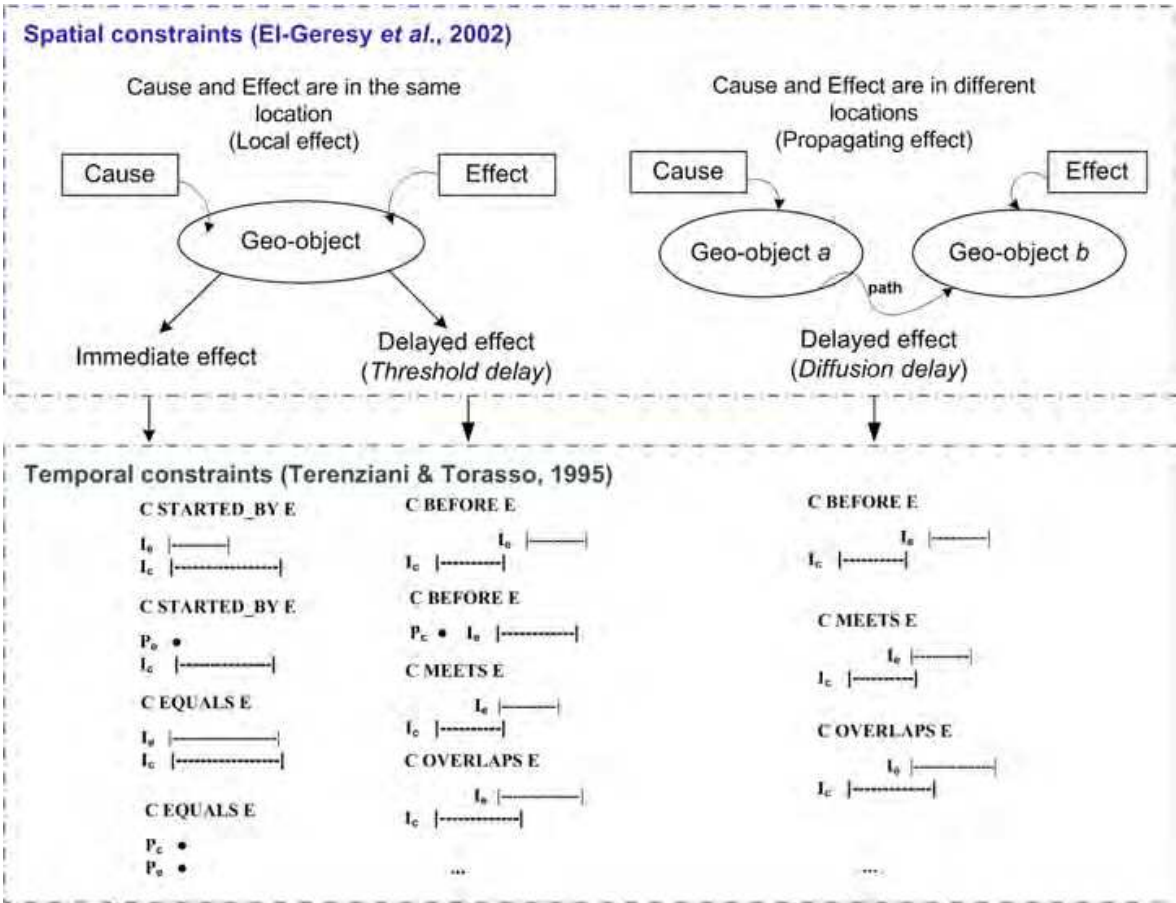 Spatial constraints (El-Geresy et al., 2002)
Cause and Effect are in the same
location
(Local effect)
Cause
Effect
Geo-object
Immediate effect
Delayed effect
(Threshold delay)
Cause and Effect are in different
locations
(Propagating effect)
Cause
Effect
Geo-object a
Geo-object b
path
Delayed effect
(Diffusion delay)
Temporal constraints (Terenziani & Torasso, 1995)
C STARTED_BY E
Ie
Ic
C STARTED_BY E
Pe
Ic
C EQUALS E
Ie
Ic
C EQUALS E
Pc
Pe
C BEFORE E
Ie
Ic
C BEFORE E
Pc Ie
C MEETS E
Ie
Ic
C OVERLAPS E
Ie
Ic
...
C BEFORE E
Ie
Ic
C MEETS E
Ie
Ic
C OVERLAPS E
Ie
Ic
...